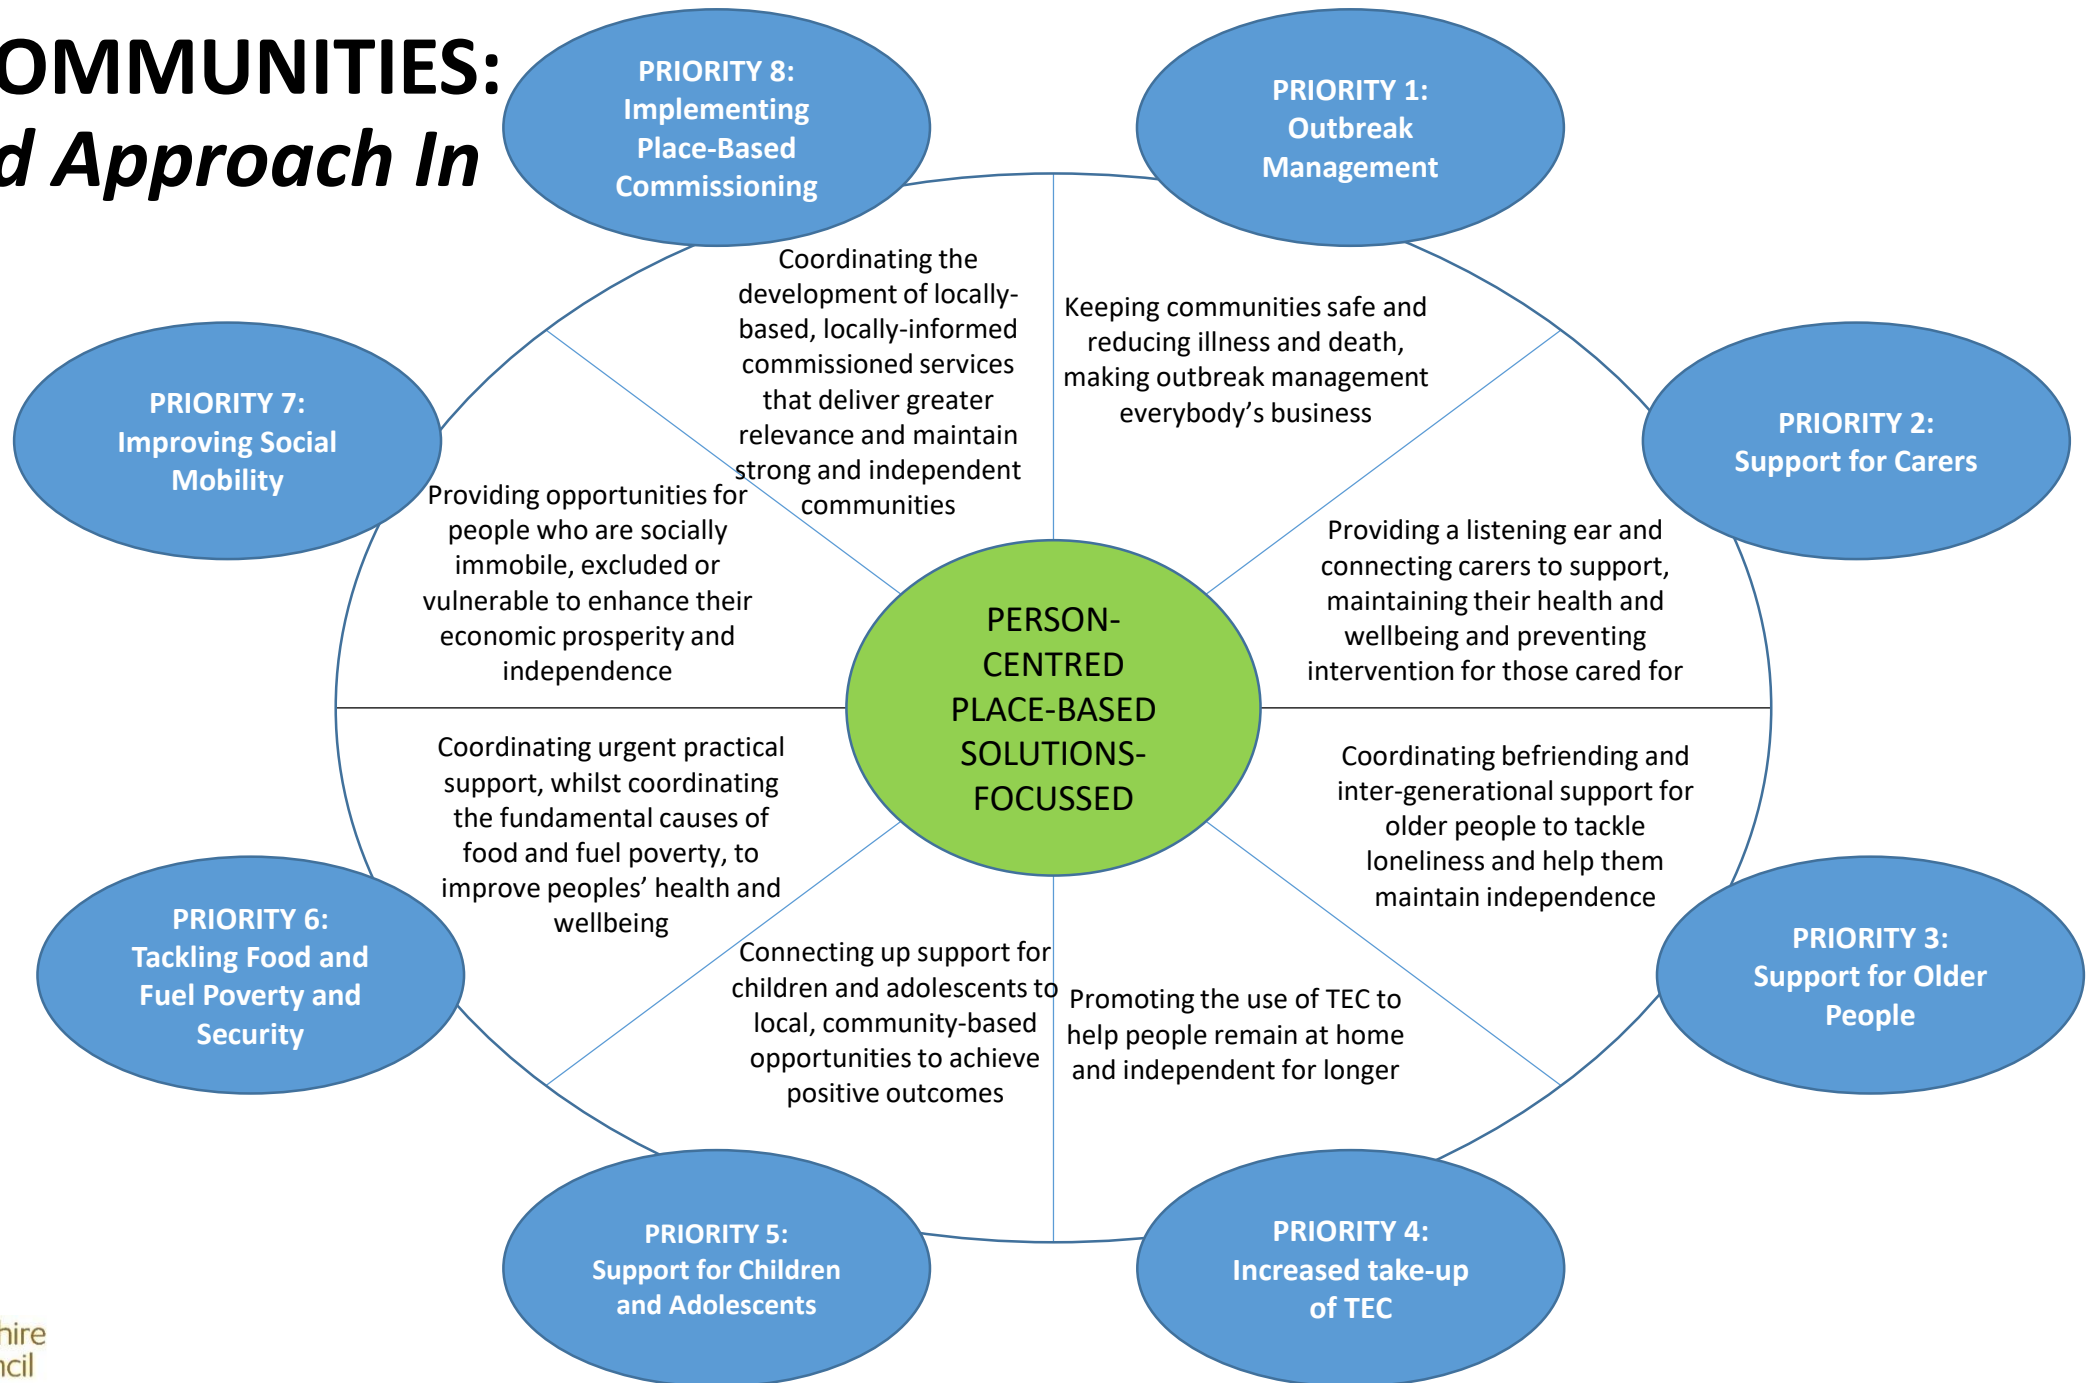 OMMUNITIES:
d Approach In
PRIORITY 8:
Implementing
Place-Based
Commissioning
PRIORITY 1:
Outbreak
Management
Coordinating the
development of locally-
based, locally-informed
commissioned services
that deliver greater
relevance and maintain
strong and independent
communities
Keeping communities safe and
reducing illness and death,
making outbreak management
everybody’s business
PRIORITY 7:
Improving Social
Mobility
PRIORITY 2:
Support for Carers
Providing opportunities for
people who are socially
immobile, excluded or
vulnerable to enhance their
economic prosperity and
independence
Providing a listening ear and
connecting carers to support,
maintaining their health and
wellbeing and preventing
intervention for those cared for
PERSON-
CENTRED
PLACE-BASED
SOLUTIONS-
FOCUSSED
Coordinating urgent practical
support, whilst coordinating
the fundamental causes of
food and fuel poverty, to
improve peoples’ health and
wellbeing
Coordinating befriending and
inter-generational support for
older people to tackle
loneliness and help them
maintain independence
PRIORITY 6:
Tackling Food and
Fuel Poverty and
Security
PRIORITY 3:
Support for Older
People
Connecting up support for
children and adolescents to
local, community-based
opportunities to achieve
positive outcomes
Promoting the use of TEC to
help people remain at home
and independent for longer
PRIORITY 5:
Support for Children
and Adolescents
PRIORITY 4:
Increased take-up
of TEC
hire
ncil